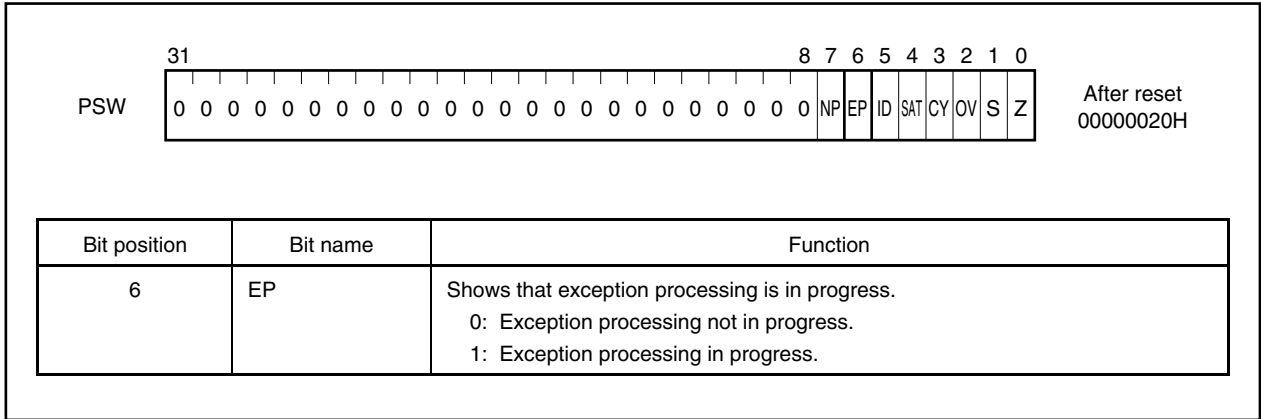 31 8 7 6 5 4 3 2 1 0
PSW 0 0 0 0 0 0 0 0 0 0 0 0 0 0 0 0 0 0 0 0 0 0 0 0 NP EP ID SAT CY OV S Z After reset
00000020H
Bit position Bit name Function
6 EP Shows that exception processing is in progress.
0: Exception processing not in progress.
1: Exception processing in progress.